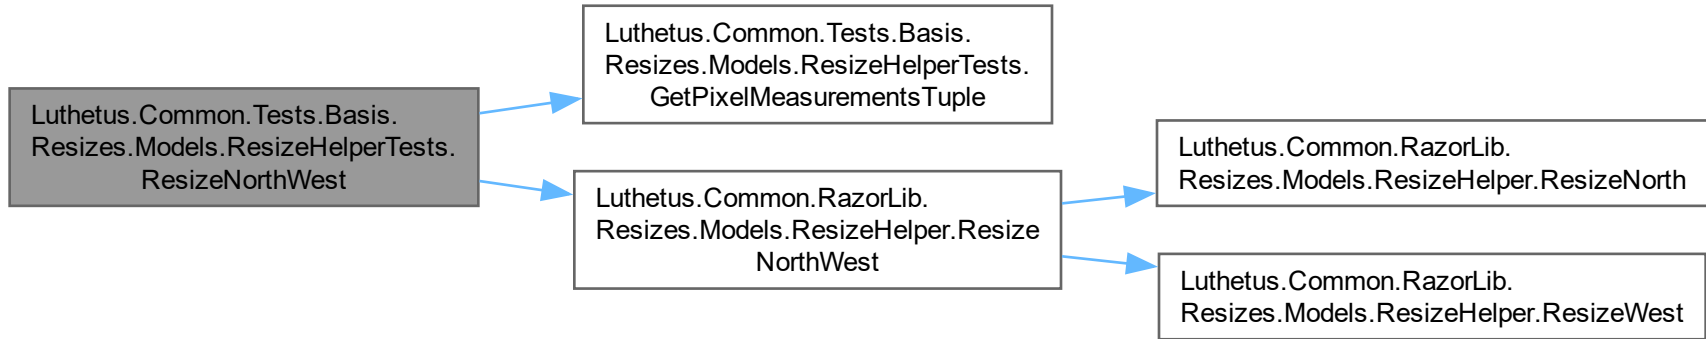 Luthetus.Common.Tests.Basis.
Resizes.Models.ResizeHelperTests.
ResizeNorthWest
Luthetus.Common.Tests.Basis.
Resizes.Models.ResizeHelperTests.
GetPixelMeasurementsTuple
Luthetus.Common.RazorLib.
Resizes.Models.ResizeHelper.Resize
NorthWest
Luthetus.Common.RazorLib.
Resizes.Models.ResizeHelper.ResizeNorth
Luthetus.Common.RazorLib.
Resizes.Models.ResizeHelper.ResizeWest